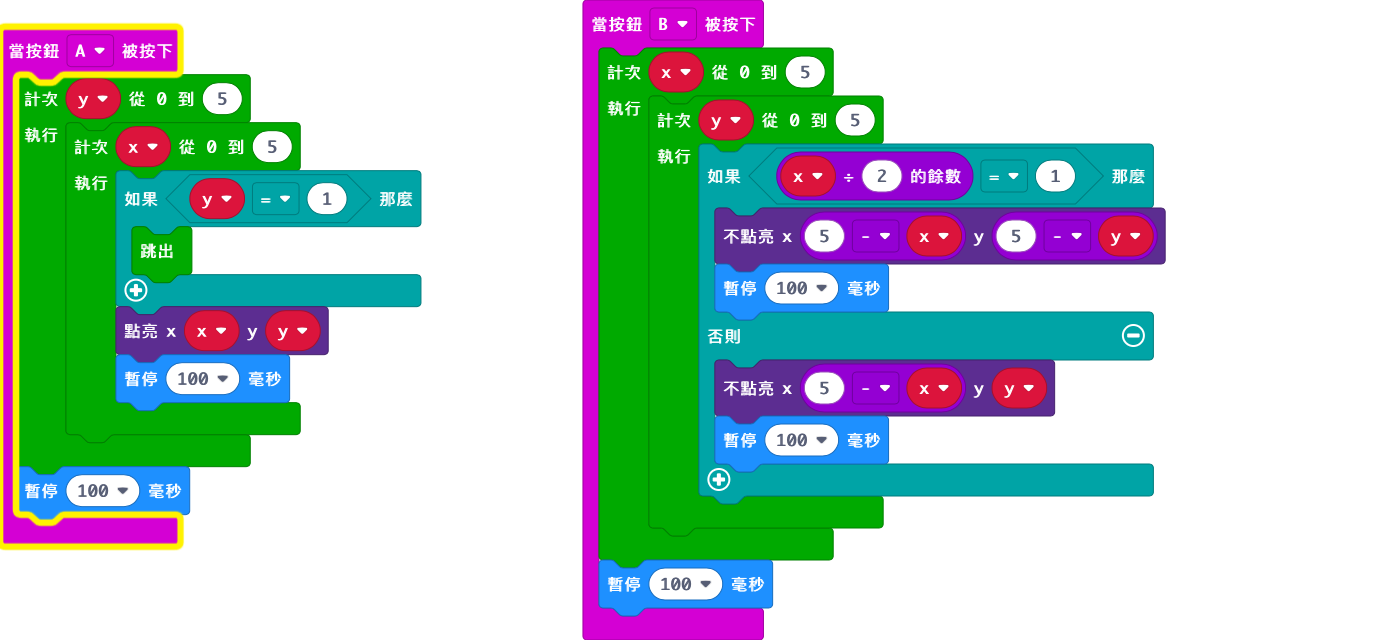 當按鈕 A 被按下
計次 y 從 0 到 5
執行
計次 x 從 0 到 5
執行
如果 y = 1 那麼
跳出
點亮 x x y y
暫停 100 毫秒
暫停 100 毫秒
當按鈕 B 被按下
計次 x 從 0 到 5
執行
計次 y 從 0 到 5
執行
如果 x ÷ 2 的餘數 = 1 那麼
不點亮 x 5 - x y 5 - y
暫停 100 毫秒
否則
不點亮 x 5 - x y y
暫停 100 毫秒
暫停 100 毫秒